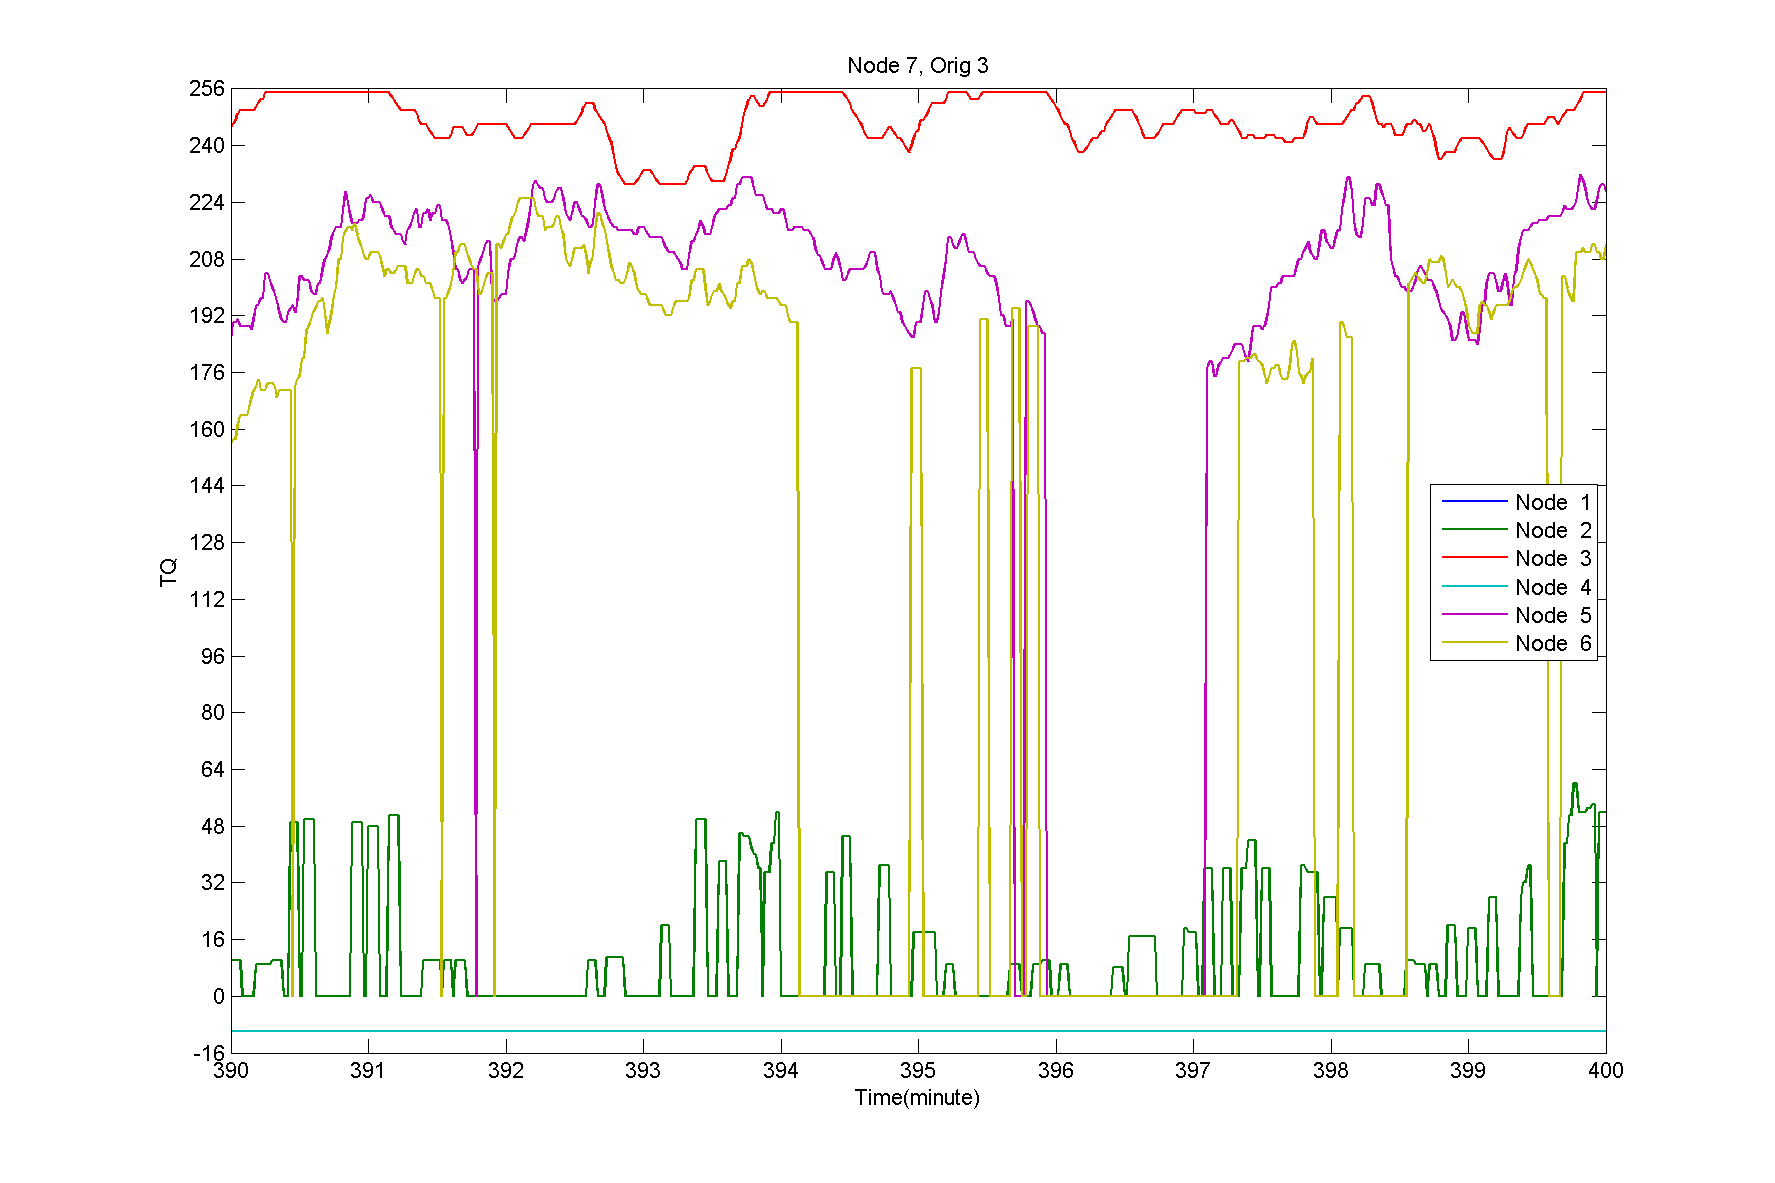 Node 7, Orig 3
256
240
224
208
192
176
160
144
128
112
96
80
64
48
32
16
0
-16
TQ
Node 1
Node 2
Node 3
Node 4
Node 5
Node 6
390 391 392 393 394 395 396 397 398 399 400
Time(minute)